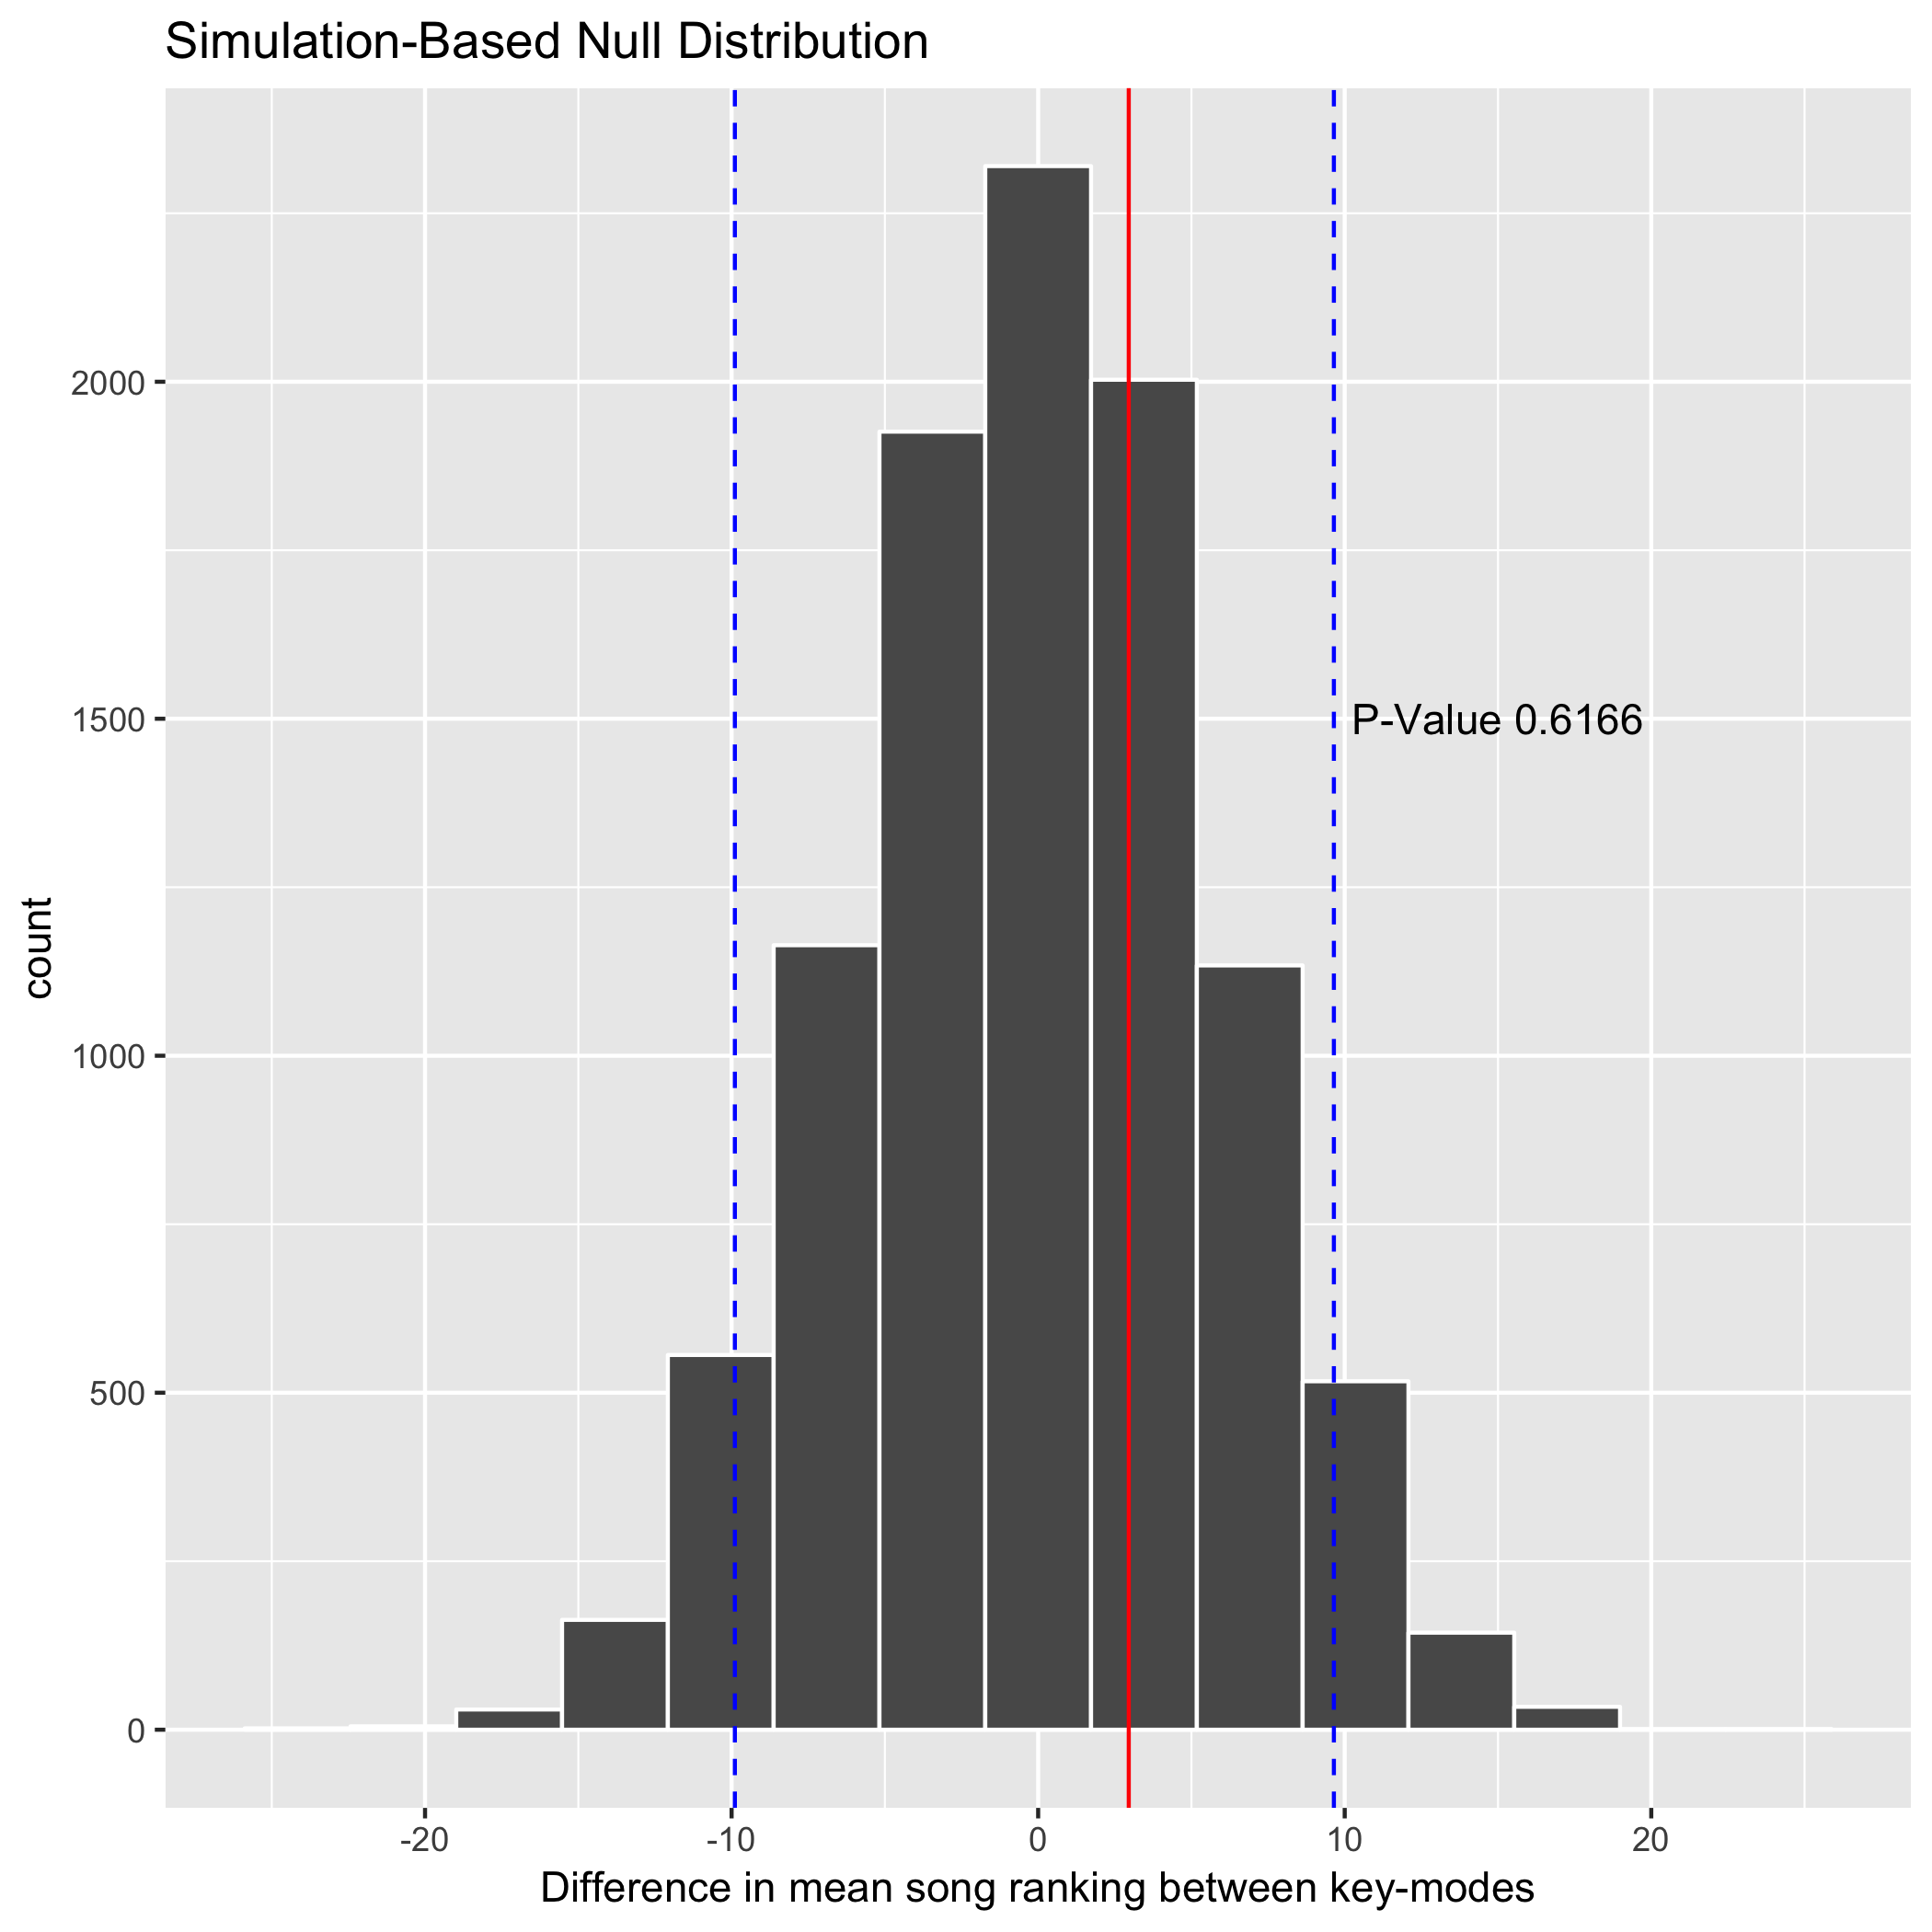 Simulation-Based Null Distribution
2000
1500
1000
500
0
count
P-Value 0.6166
-20
-10
0
10
20
Difference in mean song ranking between key-modes